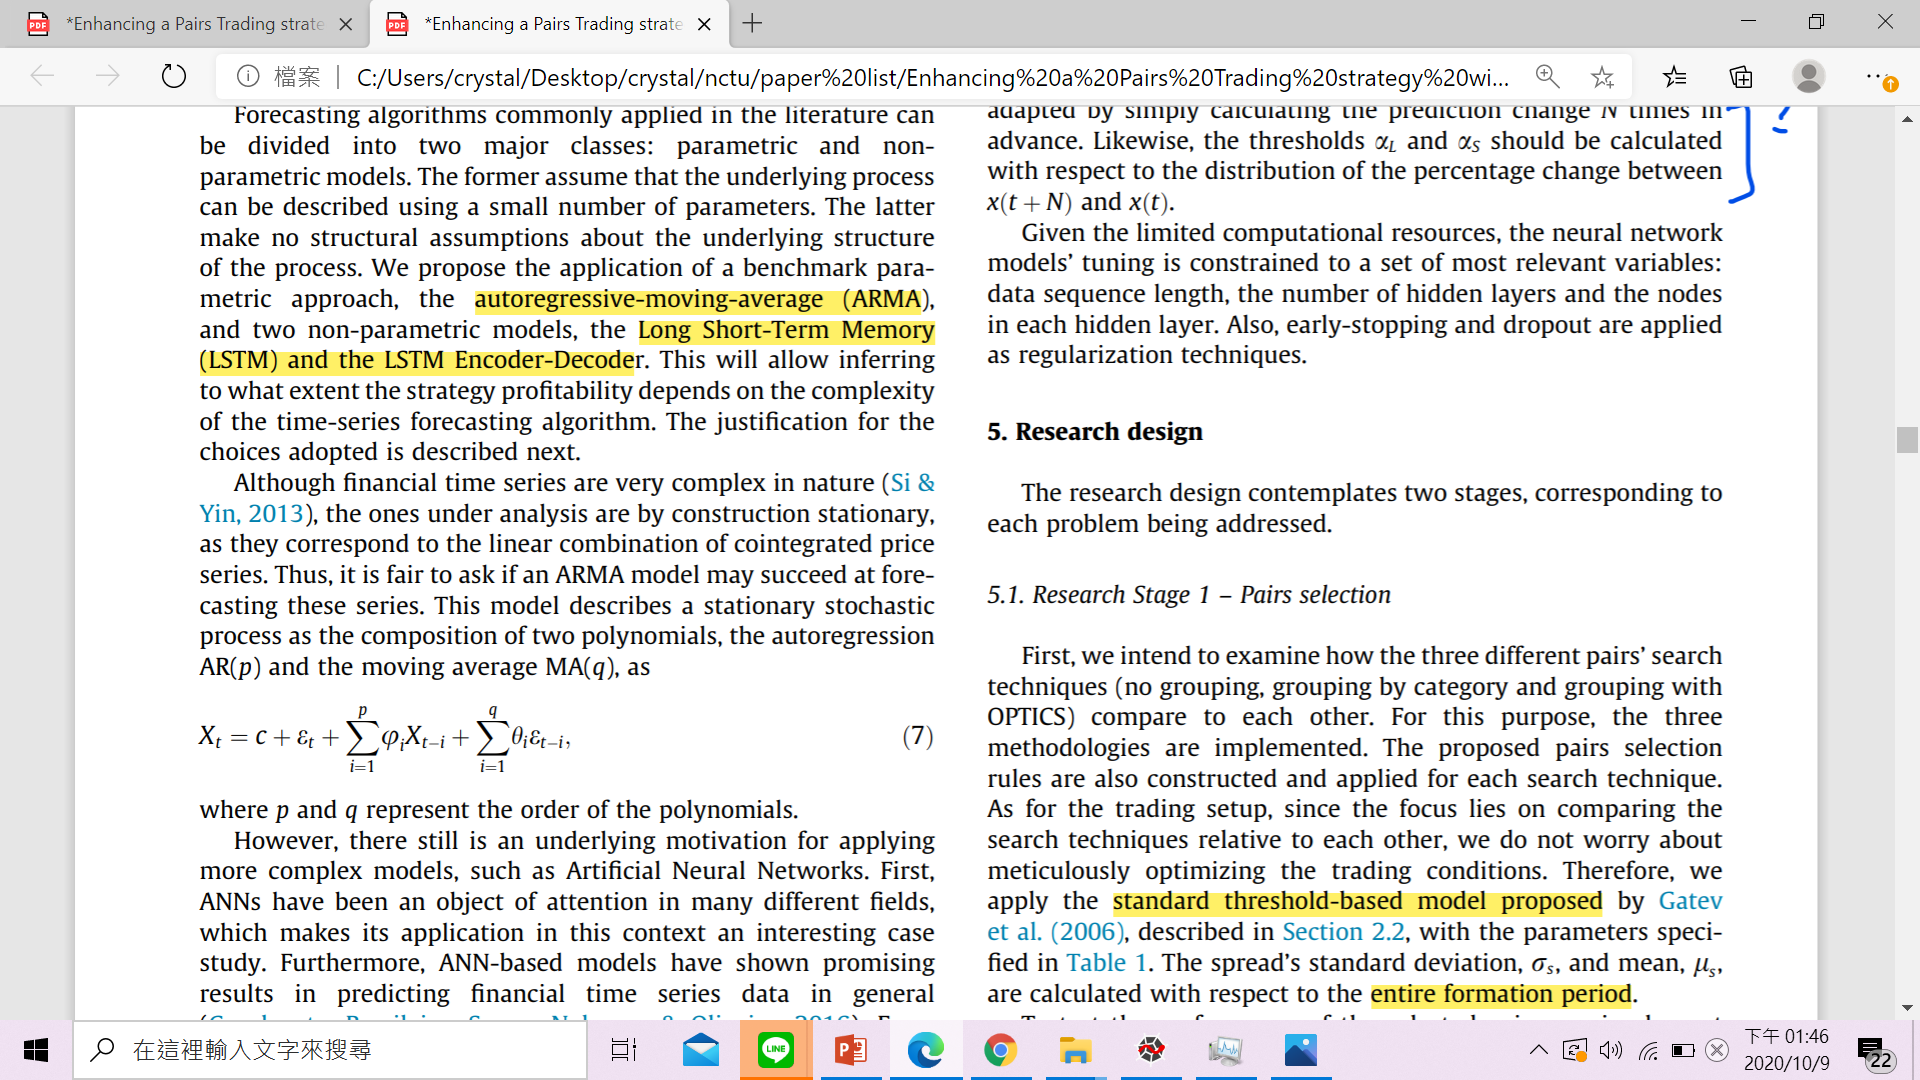 *Enhancing a Pairs Trading strate
*Enhancing a Pairs Trading strate
檔案 C:/Users/crystal/Desktop/crystal/nctu/paper%20list/Enhancing%20a%20Pairs%20Trading%20strategy%20wi...
Forecasting algorithms commonly applied in the literature can
be divided into two major classes: parametric and non-
parametric models. The former assume that the underlying process
can be described using a small number of parameters. The latter
make no structural assumptions about the underlying structure
of the process. We propose the application of a benchmark para-
metric approach, the autoregressive-moving-average (ARMA),
and two non-parametric models, the Long Short-Term Memory
(LSTM) and the LSTM Encoder-Decoder. This will allow inferring
to what extent the strategy profitability depends on the complexity
of the time-series forecasting algorithm. The justification for the
choices adopted is described next.
Although financial time series are very complex in nature (Si &
Yin, 2013), the ones under analysis are by construction stationary,
as they correspond to the linear combination of cointegrated price
series. Thus, it is fair to ask if an ARMA model may succeed at fore-
casting these series. This model describes a stationary stochastic
process as the composition of two polynomials, the autoregression
AR(p) and the moving average MA(q), as
X_t = c + ε_t + ∑_{i=1}^{p} φ_i X_{t−i} + ∑_{i=1}^{q} θ_i ε_{t−i}, (7)
where p and q represent the order of the polynomials.
However, there still is an underlying motivation for applying
more complex models, such as Artificial Neural Networks. First,
ANNs have been an object of attention in many different fields,
which makes its application in this context an interesting case
study. Furthermore, ANN-based models have shown promising
results in predicting financial time series data in general
adapted by simply calculating the prediction change N times in
advance. Likewise, the thresholds α_L and α_S should be calculated
with respect to the distribution of the percentage change between
x(t + N) and x(t).
?
Given the limited computational resources, the neural network
models' tuning is constrained to a set of most relevant variables:
data sequence length, the number of hidden layers and the nodes
in each hidden layer. Also, early-stopping and dropout are applied
as regularization techniques.
5. Research design
The research design contemplates two stages, corresponding to
each problem being addressed.
5.1. Research Stage 1 – Pairs selection
First, we intend to examine how the three different pairs' search
techniques (no grouping, grouping by category and grouping with
OPTICS) compare to each other. For this purpose, the three
methodologies are implemented. The proposed pairs selection
rules are also constructed and applied for each search technique.
As for the trading setup, since the focus lies on comparing the
search techniques relative to each other, we do not worry about
meticulously optimizing the trading conditions. Therefore, we
apply the standard threshold-based model proposed by Gatev
et al. (2006), described in Section 2.2, with the parameters speci-
fied in Table 1. The spread's standard deviation, σ_s, and mean, μ_s,
are calculated with respect to the entire formation period.
在這裡輸入文字來搜尋
LINE
下午 01:46
2020/10/9
22